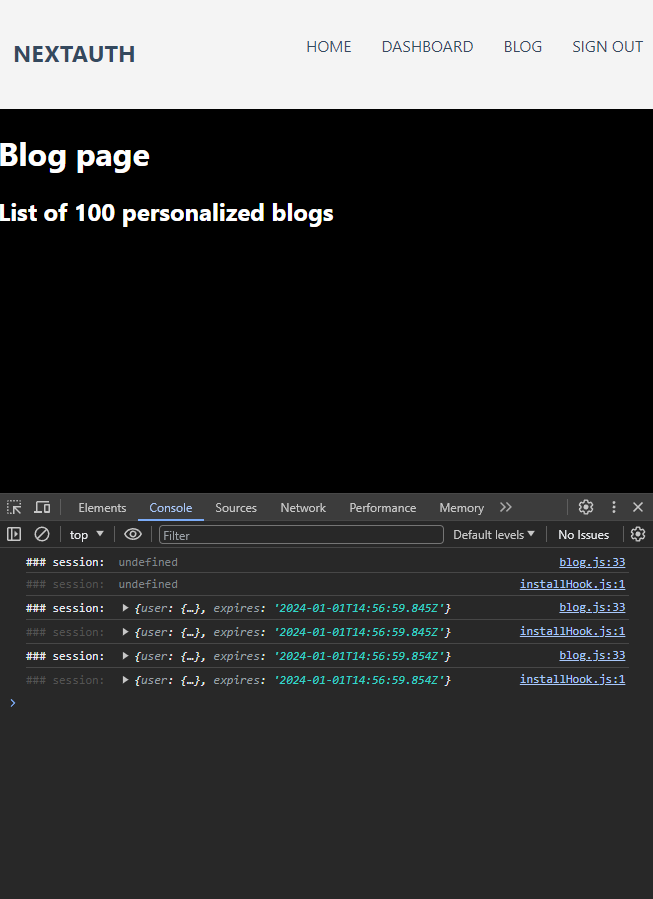 NEXTAUTH HOME DASHBOARD BLOG SIGN OUT
Blog page
List of 100 personalized blogs
Elements Console Sources Network Performance Memory
top Filter Default levels No Issues
### session: undefined blog.js:33
### session: undefined installHook.js:1
### session: {user: {…}, expires: '2024-01-01T14:56:59.845Z'} blog.js:33
### session: {user: {…}, expires: '2024-01-01T14:56:59.845Z'} installHook.js:1
### session: {user: {…}, expires: '2024-01-01T14:56:59.854Z'} blog.js:33
### session: {user: {…}, expires: '2024-01-01T14:56:59.854Z'} installHook.js:1